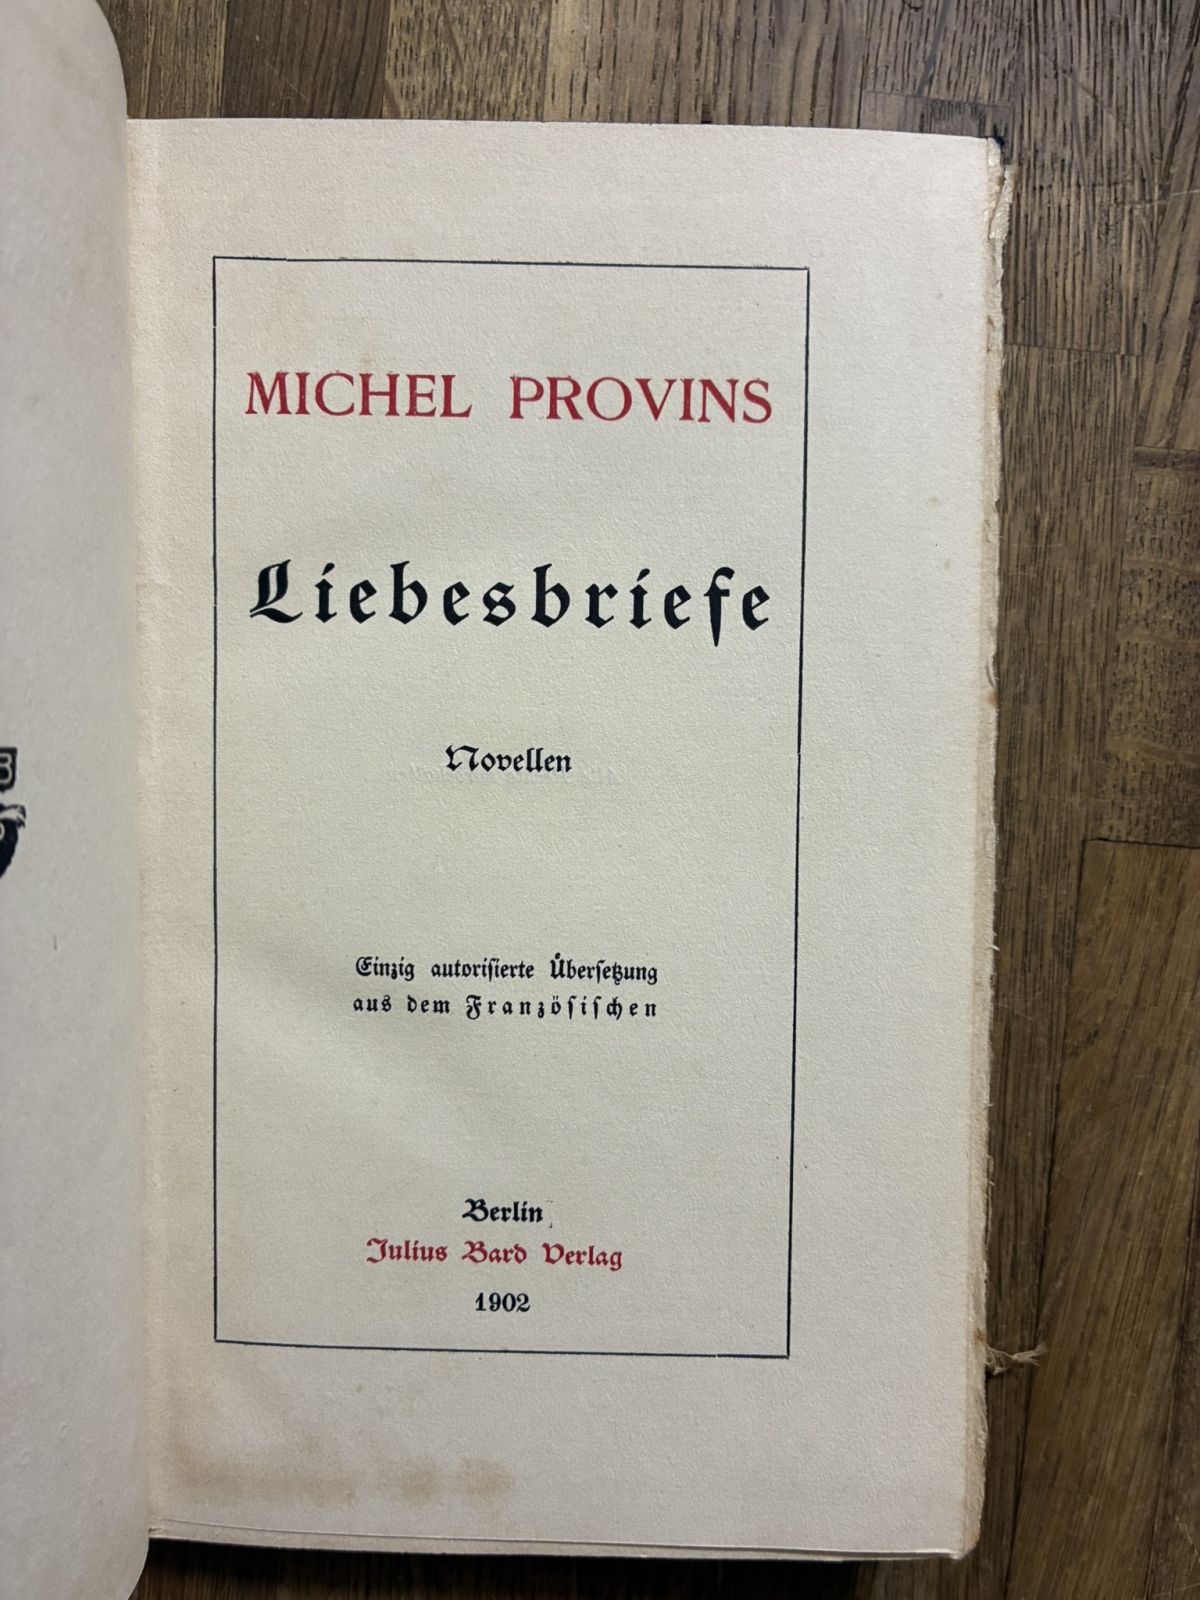 MICHEL PROVINS
Liebesbriefe
Novellen
Einzig autorisierte Übersetzung
aus dem Französischen
Berlin
Julius Bard Verlag
1902